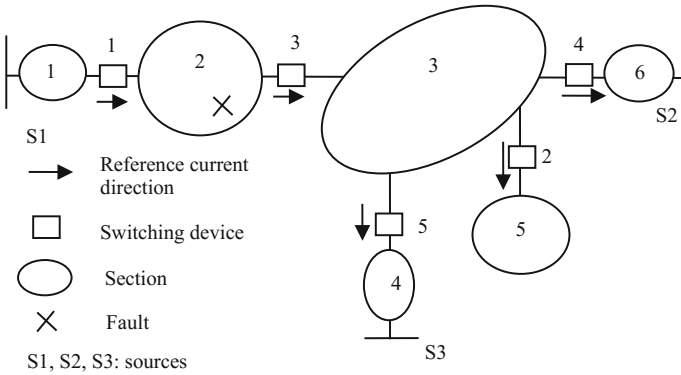 1
1
2
3
3
4
6
S2
S1
2
5
5
4
S3
Reference current
direction
Switching device
Section
Fault
S1, S2, S3: sources